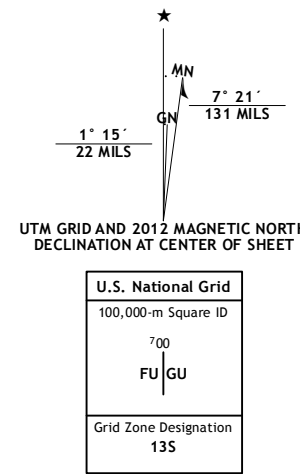 ★
MN
7° 21´
131 MILS
GN
1° 15´
22 MILS
UTM GRID AND 2012 MAGNETIC NORTH
DECLINATION AT CENTER OF SHEET
U.S. National Grid
100,000-m Square ID
⁷00
FU GU
Grid Zone Designation
13S